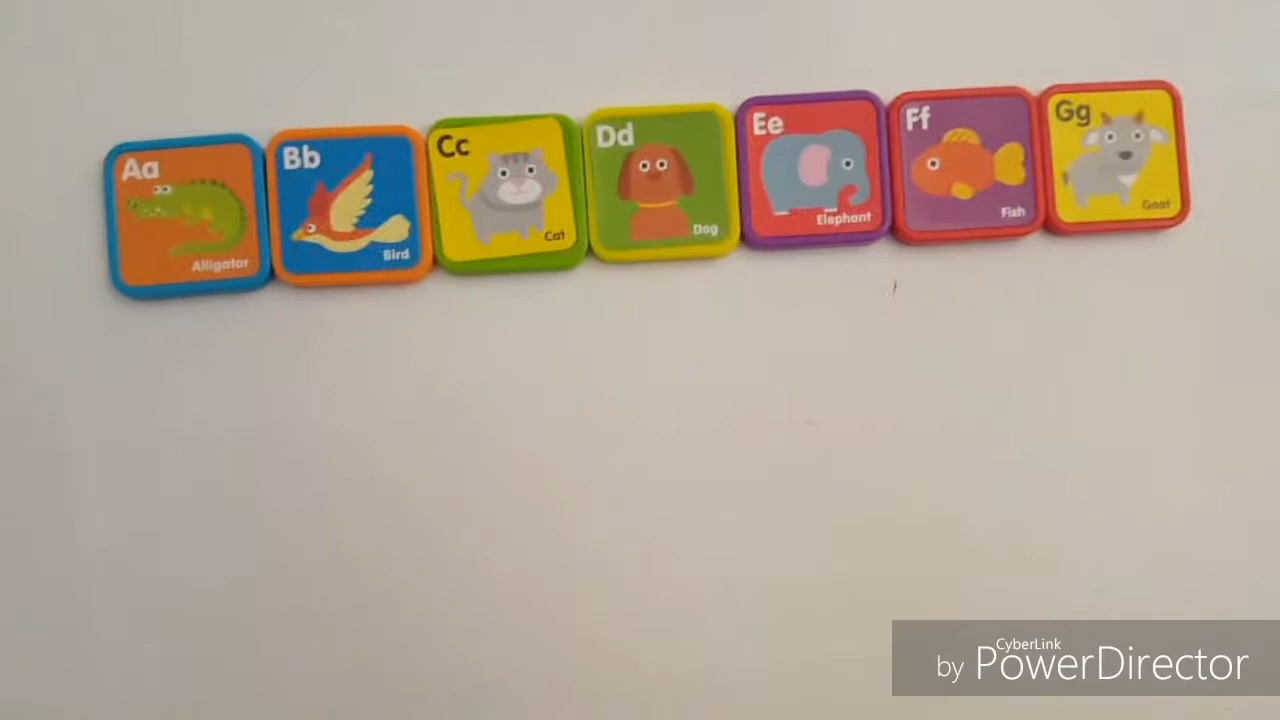 Aa
Alligator
Bb
Bird
Cc
Cat
Dd
Dog
Ee
Elephant
Ff
Fish
Gg
Goat
CyberLink
by PowerDirector